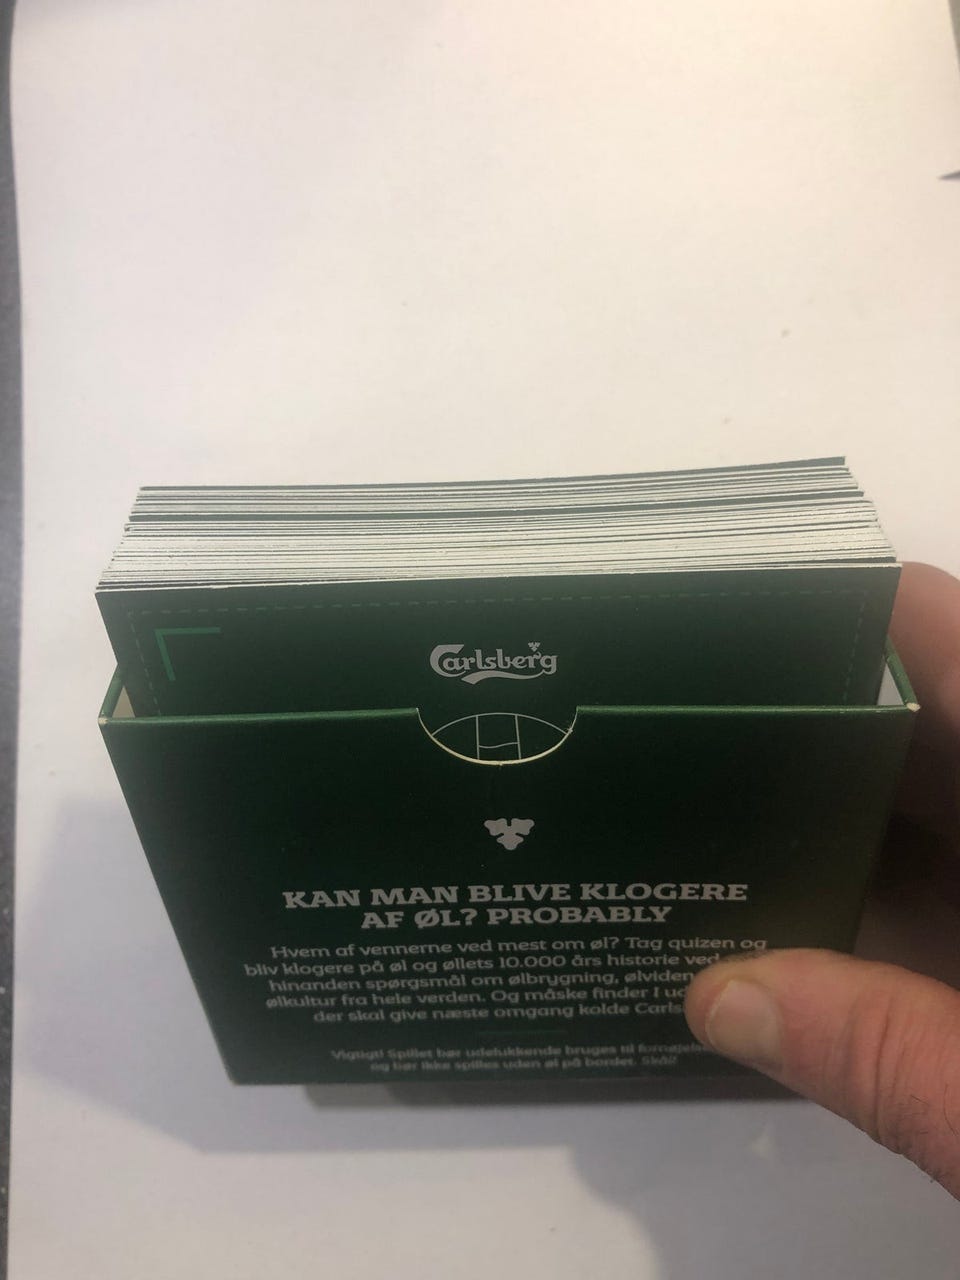 Carlsberg
KAN MAN BLIVE KLOGERE
AF ØL? PROBABLY
Hvem af vennerne ved mest om øl? Tag quizen og
bliv klogere på øl og øllets 10.000 års historie ved
hinanden spørgsmål om ølbrygning, ølviden
ølkultur fra hele verden. Og måske finder I
der skal give næste omgang kolde
Vigtigt! Spillet bør udelukkende bruges til
og bør ikke spilles uden øl på bordet. Skål!